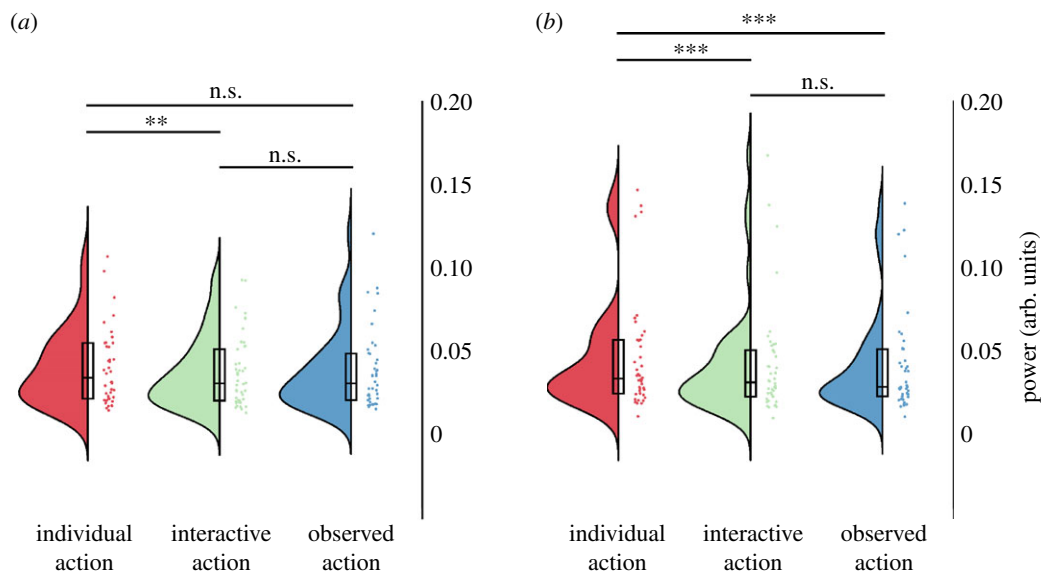 (a)
n.s.
**
n.s.
0.20
0.15
0.10
0.05
0
individual
action
interactive
action
observed
action
(b)
***
***
n.s.
0.20
0.15
0.10
0.05
0
power (arb. units)
individual
action
interactive
action
observed
action